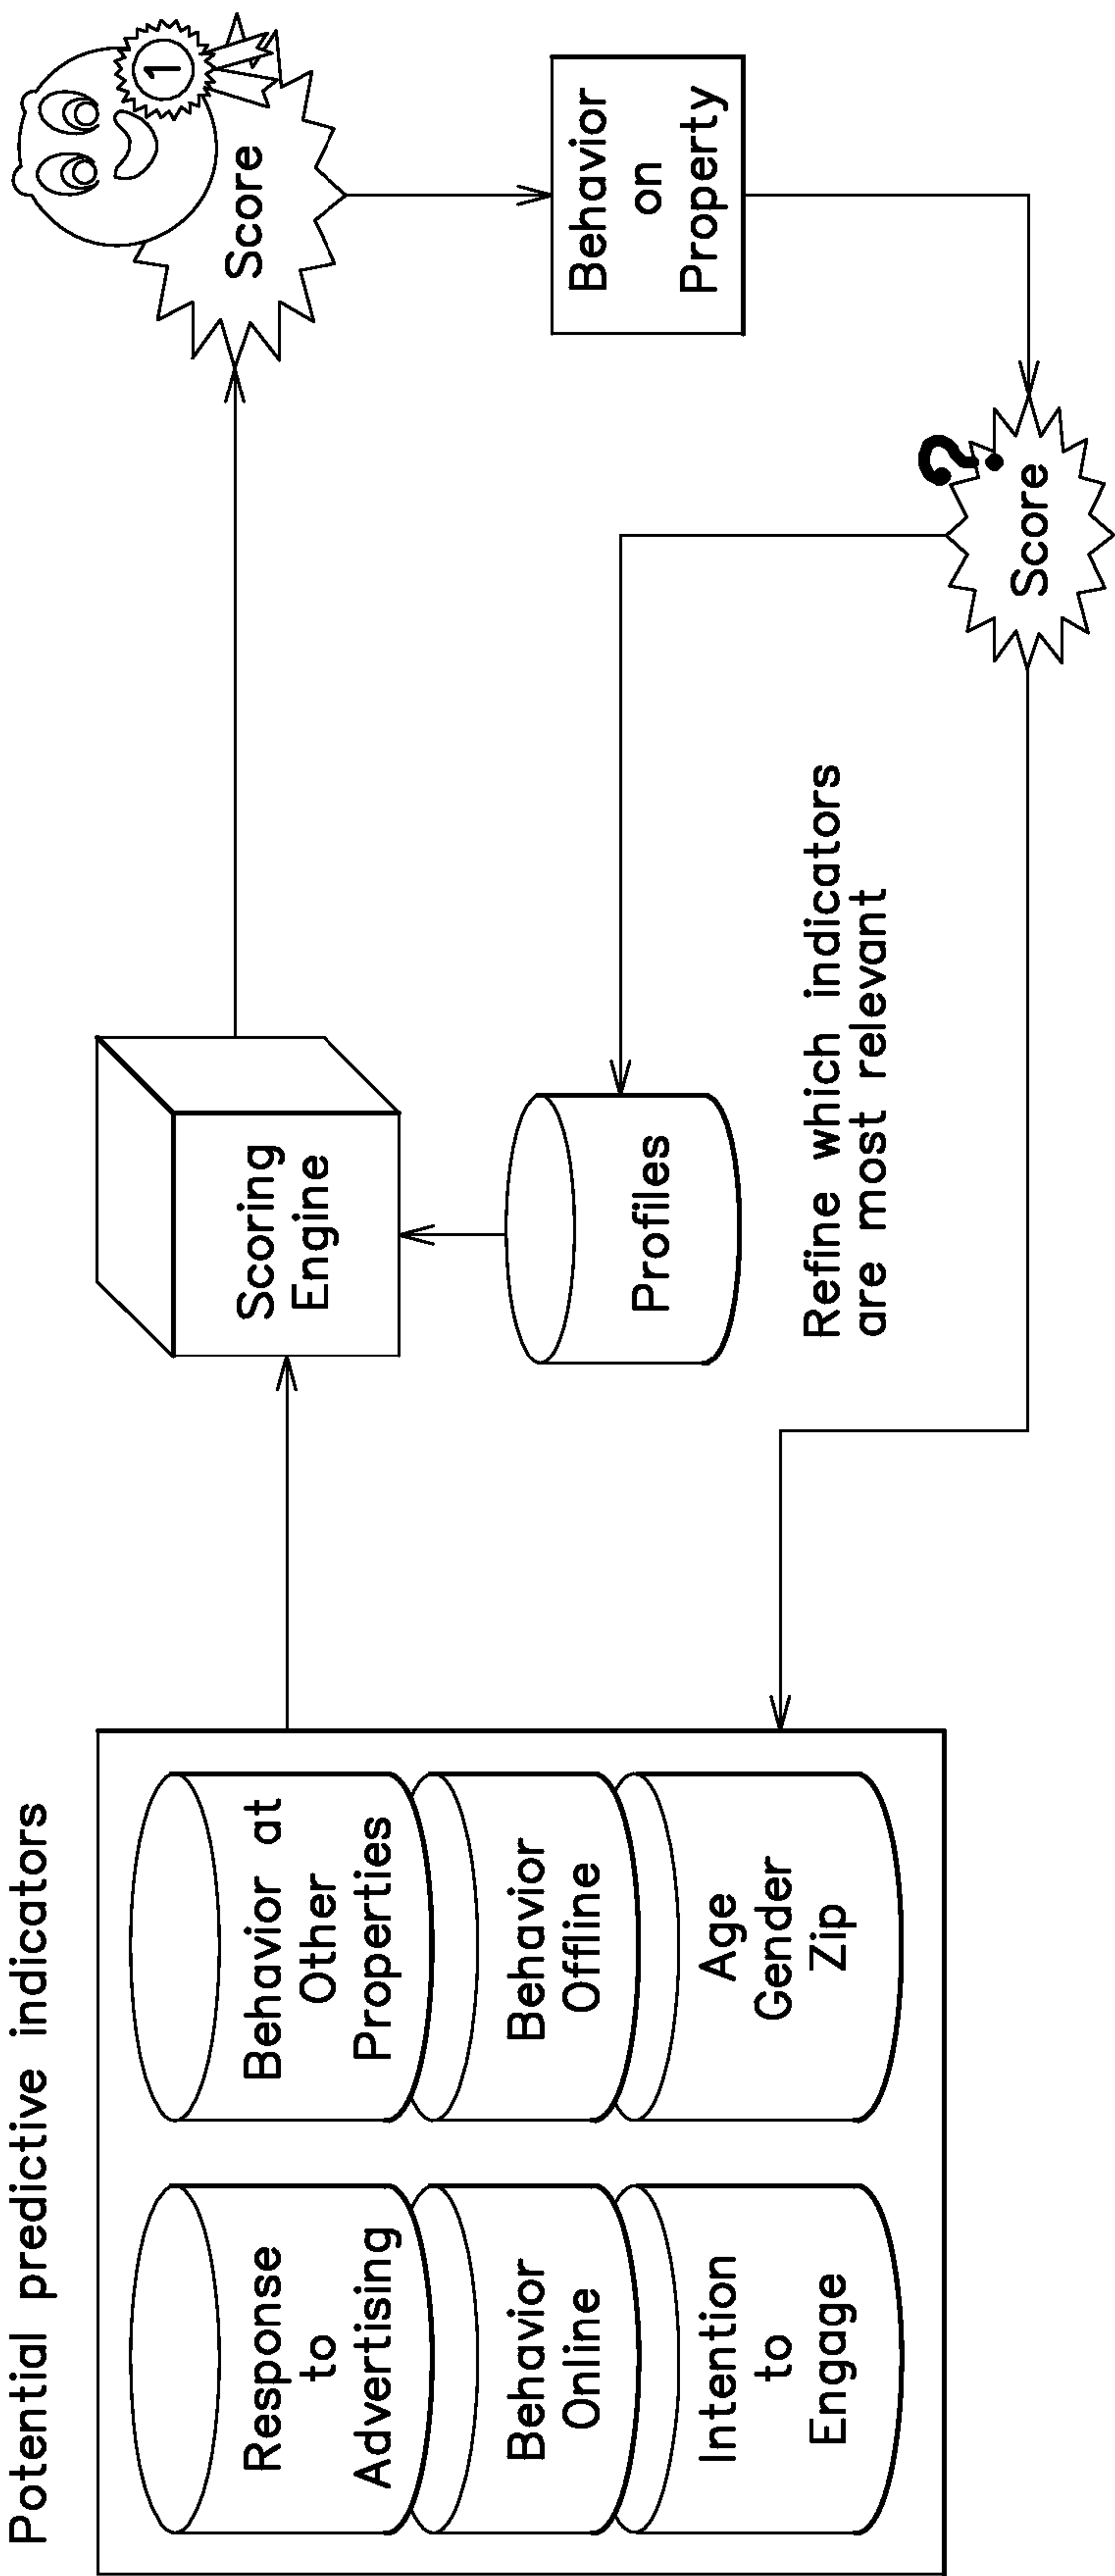 Potential predictive indicators
Response
to
Advertising
Behavior at
Other
Properties
Behavior
Online
Behavior
Offline
Intention
to
Engage
Age
Gender
Zip
Scoring
Engine
Profiles
Refine which indicators
are most relevant
1
Score
Behavior
on
Property
?
Score